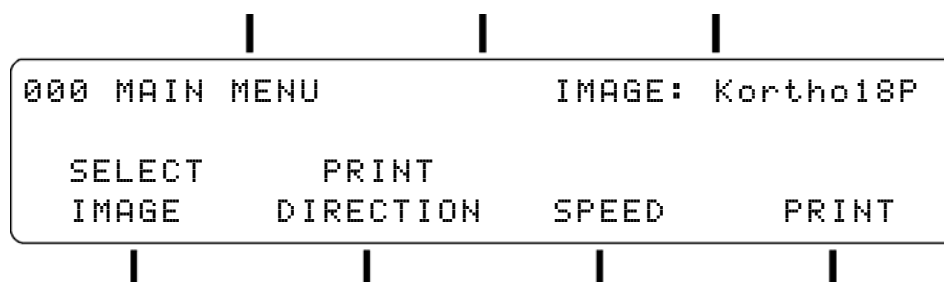 000 MAIN MENU IMAGE: Kortho18P
SELECT PRINT
IMAGE DIRECTION SPEED PRINT